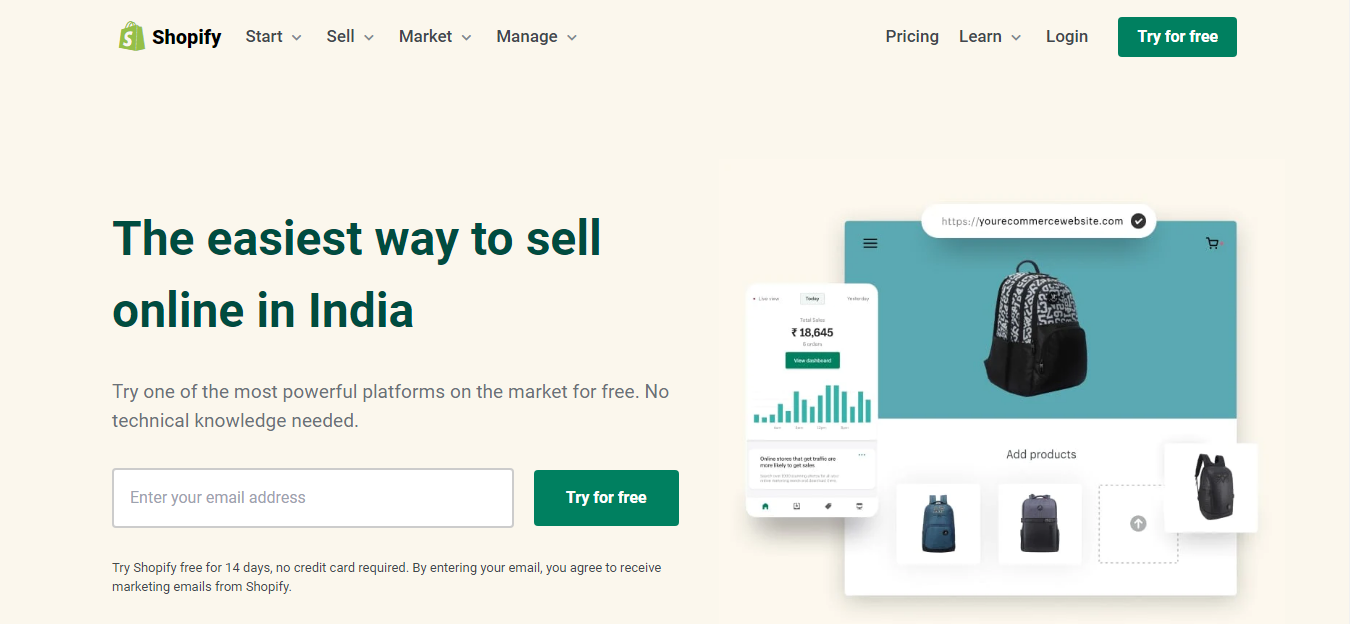 Shopify
Start
Sell
Market
Manage
Pricing
Learn
Login
Try for free
The easiest way to sell
online in India
Try one of the most powerful platforms on the market for free. No
technical knowledge needed.
Enter your email address
Try for free
Try Shopify free for 14 days, no credit card required. By entering your email, you agree to receive
marketing emails from Shopify.
https://yourecommercewebsite.com
Live view
Today
Yesterday
Total Sales
₹ 18,645
6 orders
View dashboard
Online stores that get traffic are
more likely to get sales
Add products